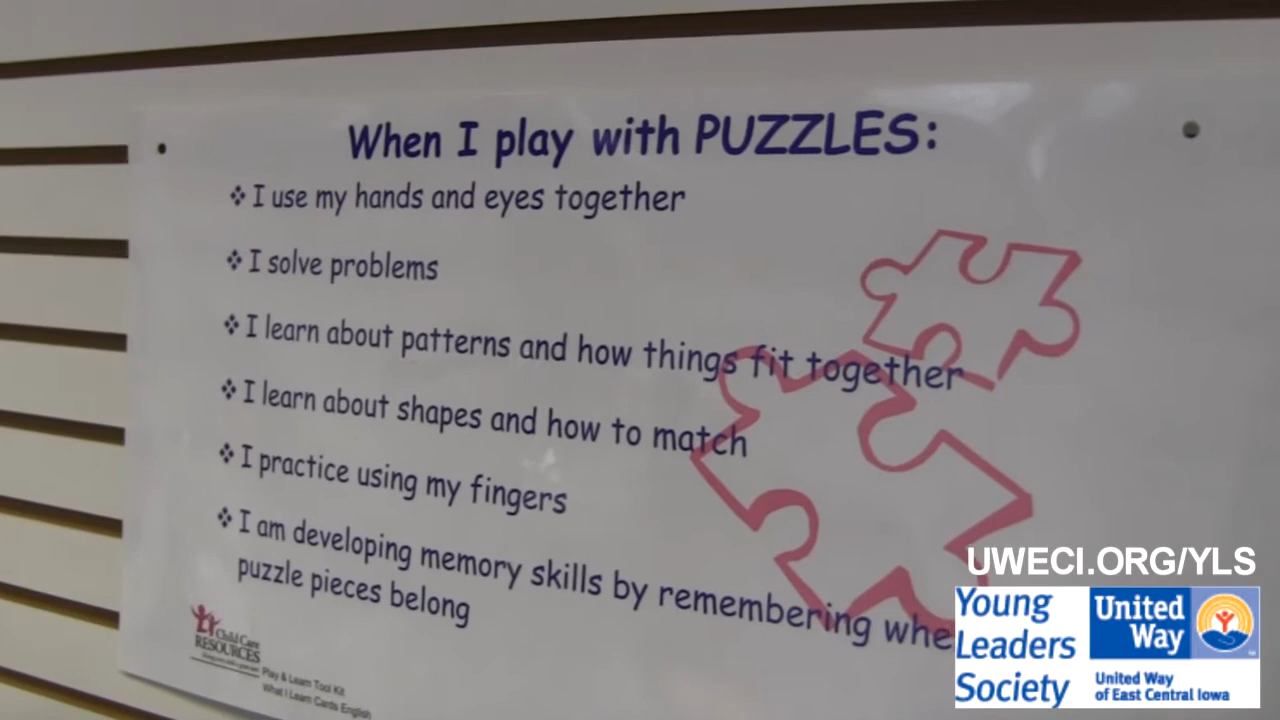 When I play with PUZZLES:
❖ I use my hands and eyes together
❖ I solve problems
❖ I learn about patterns and how things fit together
❖ I learn about shapes and how to match
❖ I practice using my fingers
❖ I am developing memory skills by remembering whe
puzzle pieces belong
Child Care
RESOURCES
Play & Learn Tool Kit
What I Learn Cards English
UWECI.ORG/YLS
Young
Leaders
Society
United
Way
United Way
of East Central Iowa